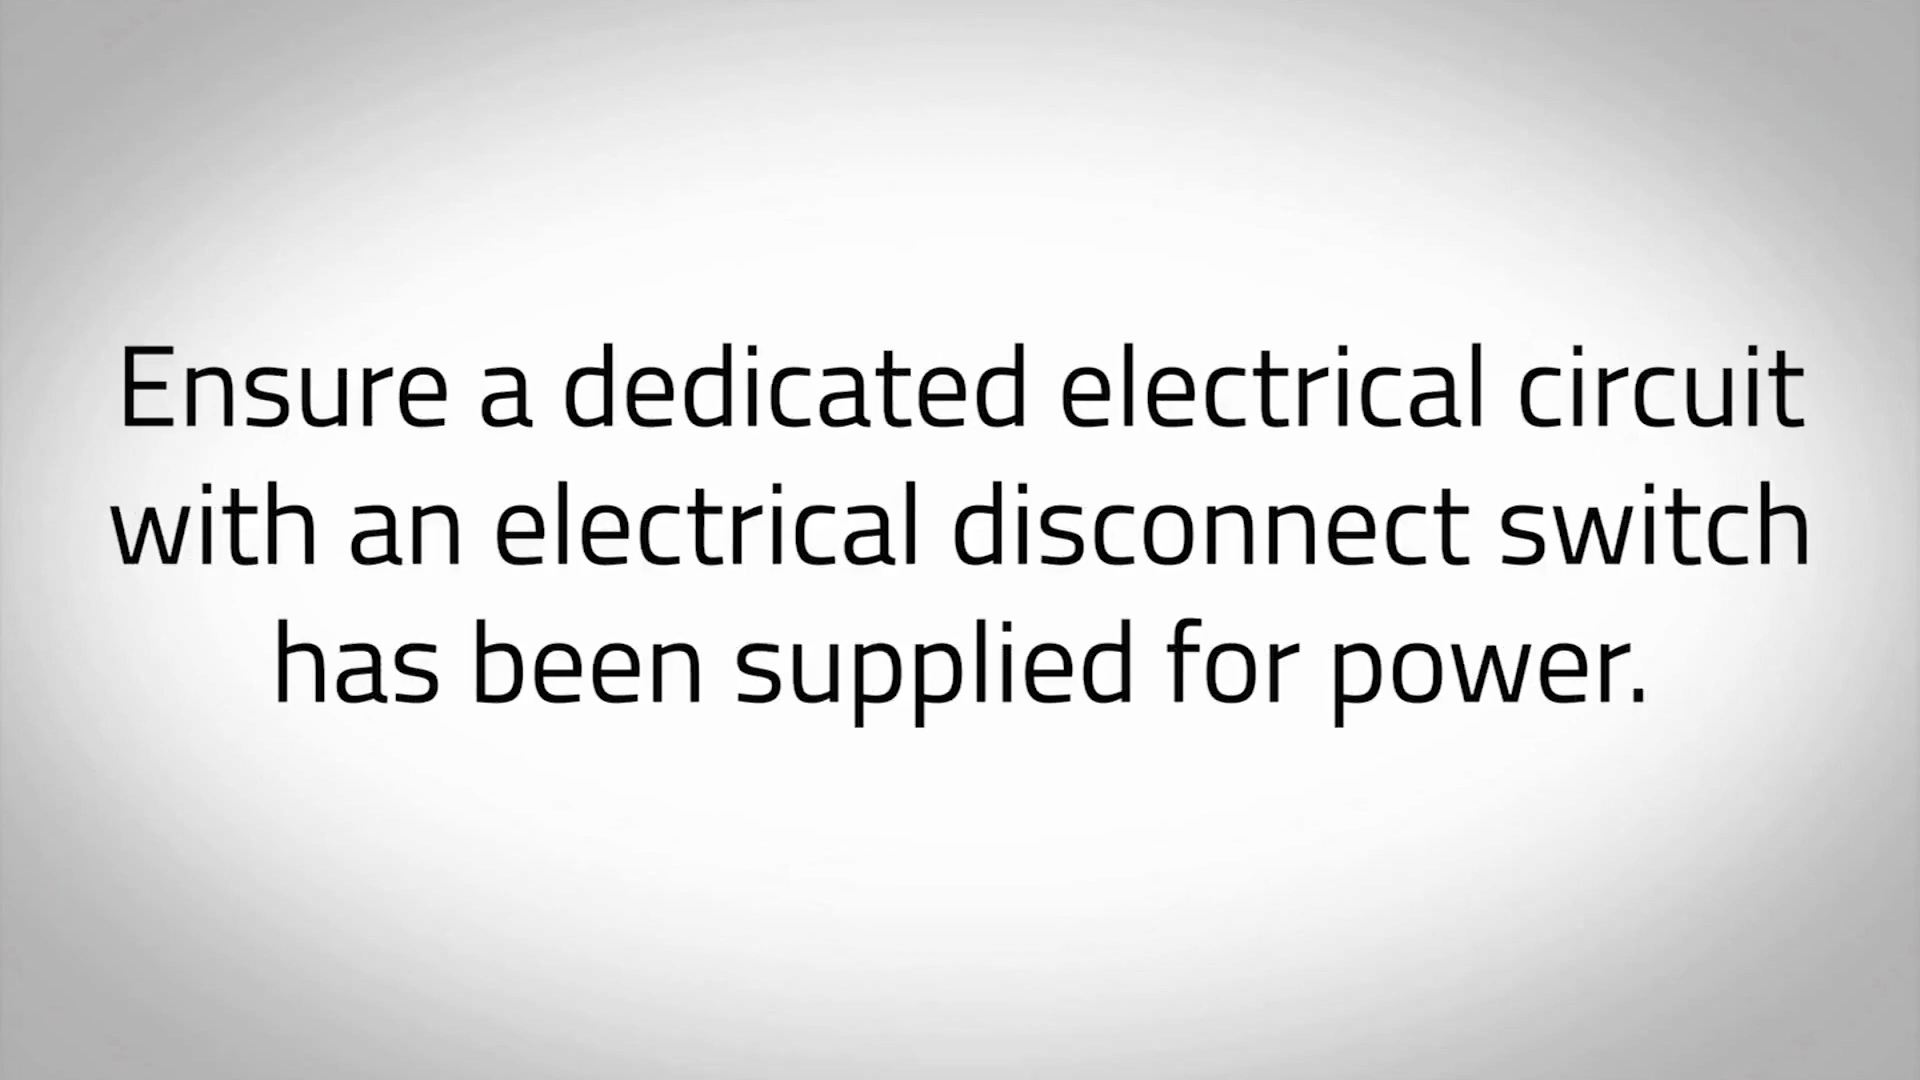 Ensure a dedicated electrical circuit
with an electrical disconnect switch
has been supplied for power.